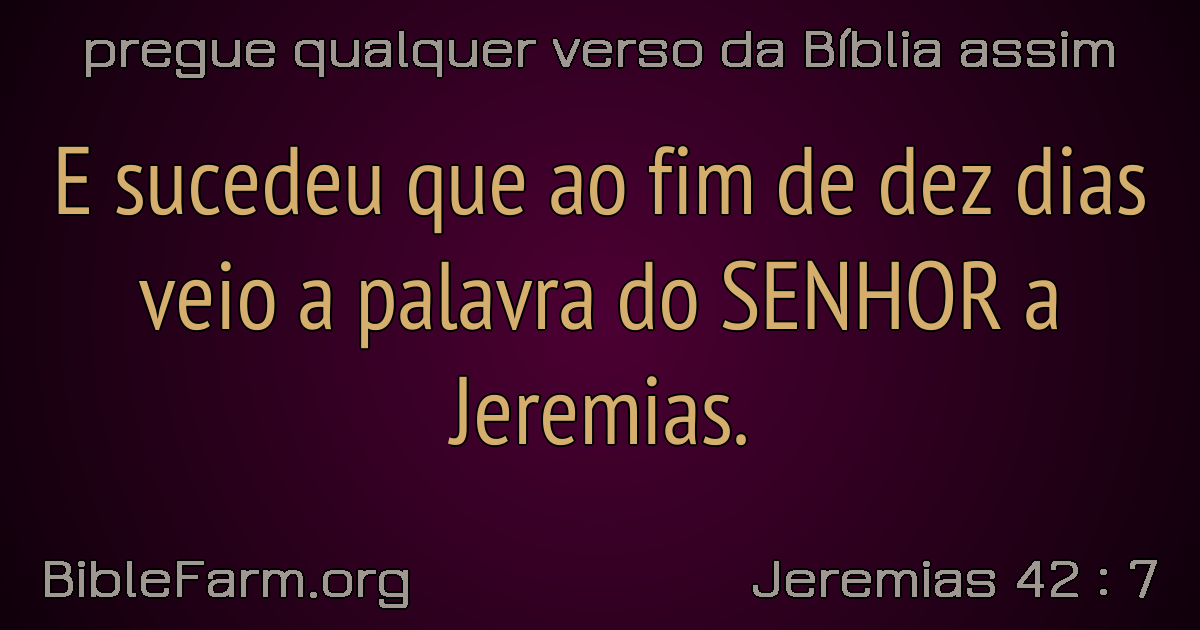 pregue qualquer verso da Bíblia assim
E sucedeu que ao fim de dez dias
veio a palavra do SENHOR a
Jeremias.
BibleFarm.org
Jeremias 42 : 7